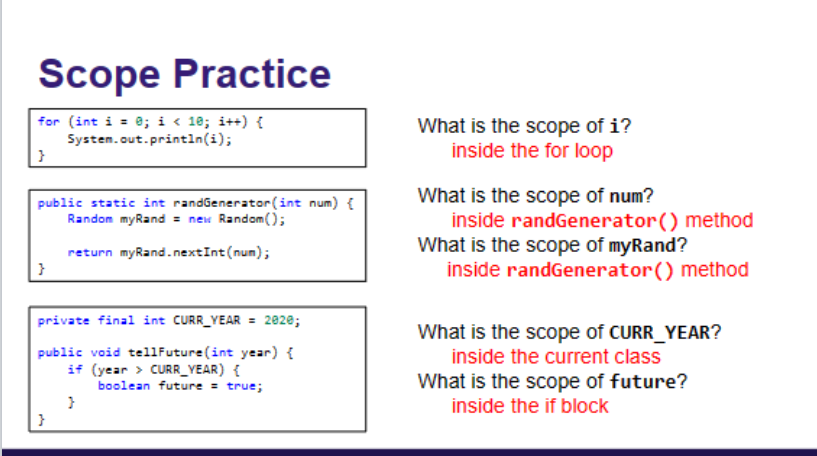 Scope Practice
for (int i = 0; i < 10; i++) {
    System.out.println(i);
}
What is the scope of i?
inside the for loop
public static int randGenerator(int num) {
    Random myRand = new Random();
    return myRand.nextInt(num);
}
What is the scope of num?
inside randGenerator() method
What is the scope of myRand?
inside randGenerator() method
private final int CURR_YEAR = 2020;
public void tellFuture(int year) {
    if (year > CURR_YEAR) {
        boolean future = true;
    }
}
What is the scope of CURR_YEAR?
inside the current class
What is the scope of future?
inside the if block